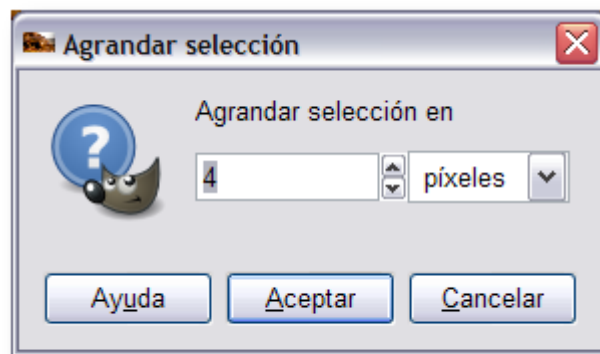 Agrandar selección
Agrandar selección en
4 píxeles
Ayuda Aceptar Cancelar